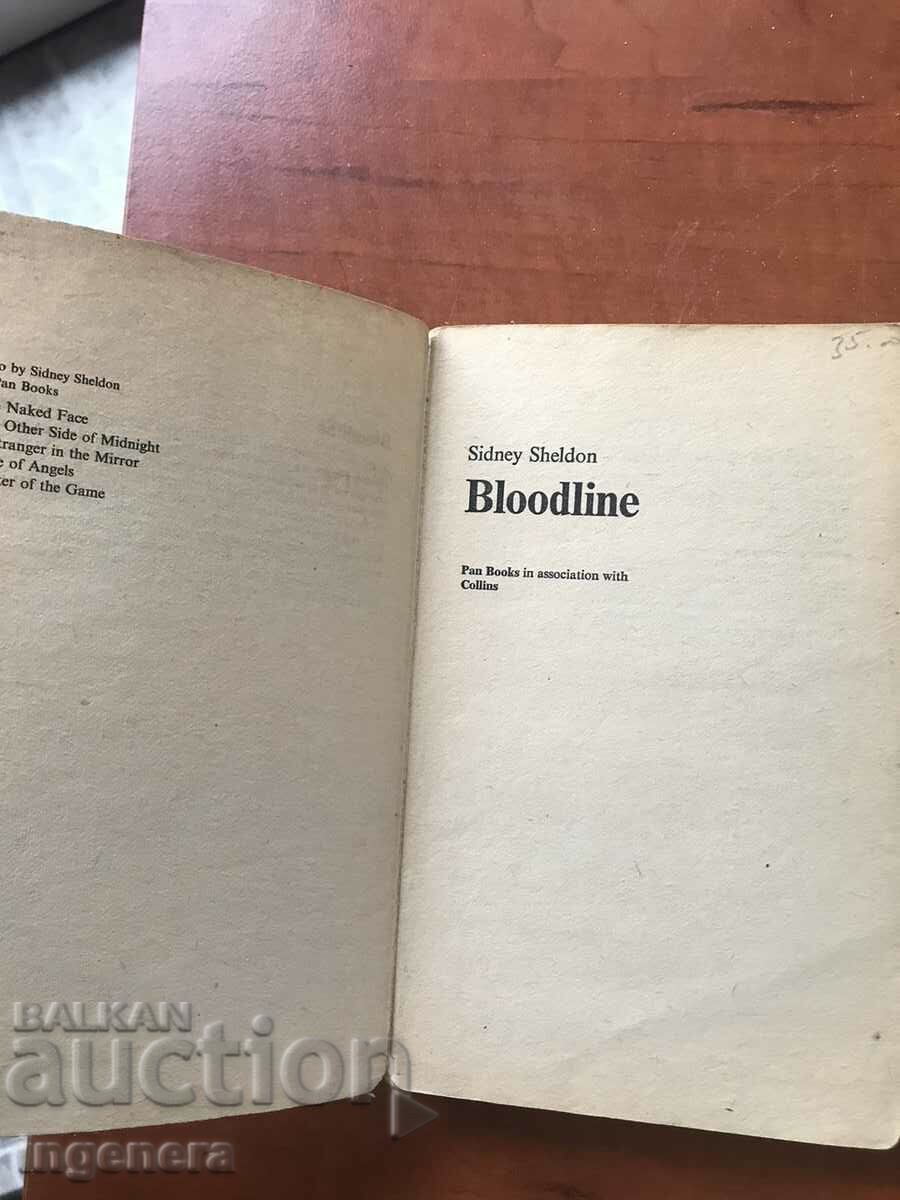 o by Sidney Sheldon
Pan Books
Naked Face
Other Side of Midnight
tranger in the Mirror
e of Angels
ter of the Game
35.
Sidney Sheldon
Bloodline
Pan Books in association with
Collins
BALKAN
auction
ingenera